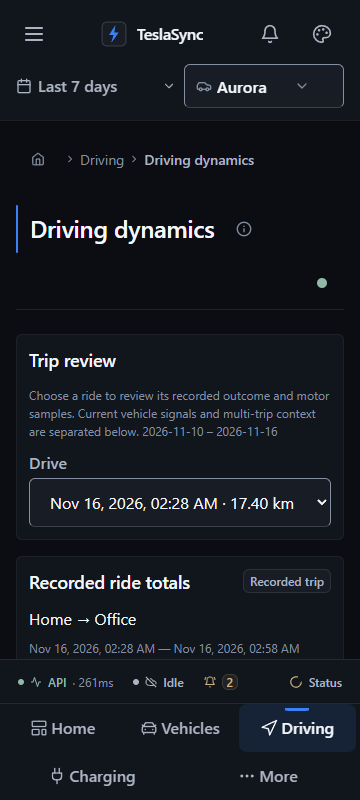 TeslaSync
Last 7 days
Aurora
Driving
Driving dynamics
Driving dynamics
Trip review
Choose a ride to review its recorded outcome and motor
samples. Current vehicle signals and multi-trip context
are separated below. 2026-11-10 – 2026-11-16
Drive
Nov 16, 2026, 02:28 AM · 17.40 km
Recorded ride totals
Recorded trip
Home → Office
Nov 16, 2026, 02:28 AM — Nov 16, 2026, 02:58 AM
API · 261ms
Idle
2
Status
Home
Vehicles
Driving
Charging
More